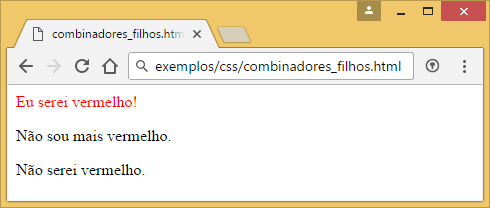 combinadores_filhos.htm
exemplos/css/combinadores_filhos.html
Eu serei vermelho!
Não sou mais vermelho.
Não serei vermelho.